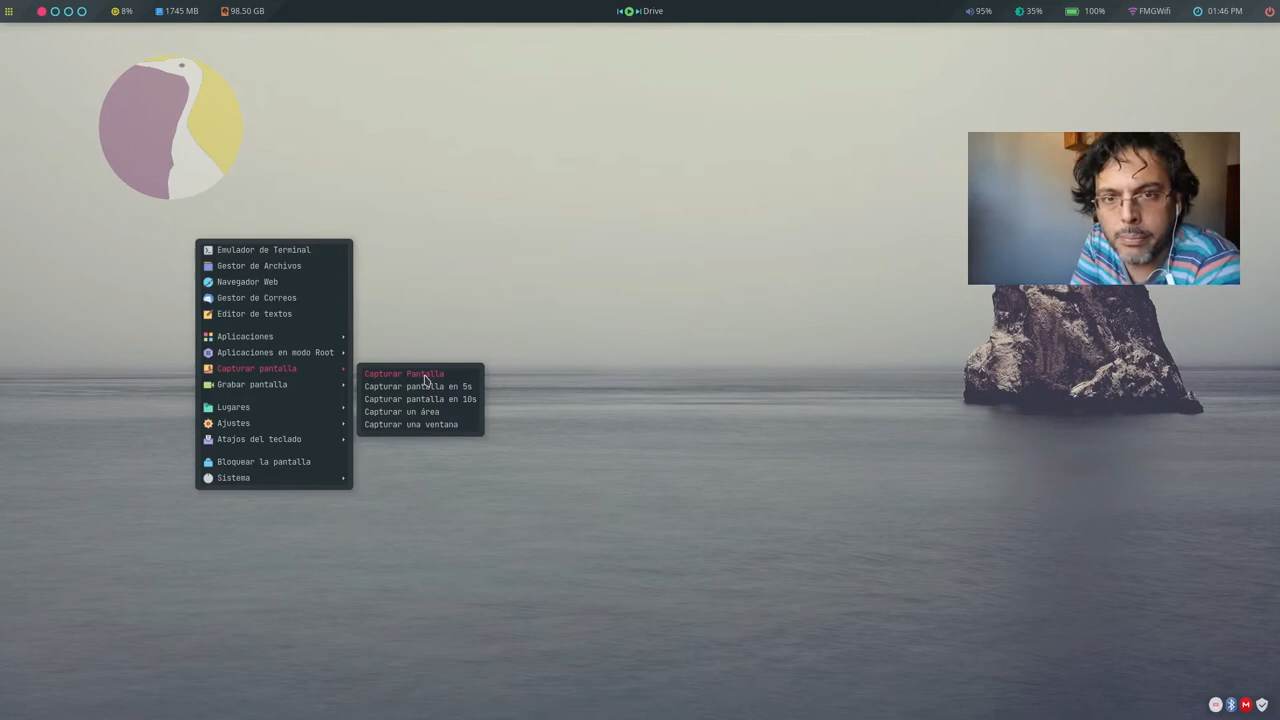 8%
1745 MB
98.50 GB
Drive
95%
35%
100%
FMGWifi
01:46 PM
Emulador de Terminal
Gestor de Archivos
Navegador Web
Gestor de Correos
Editor de textos
Aplicaciones
Aplicaciones en modo Root
Capturar pantalla
Grabar pantalla
Lugares
Ajustes
Atajos del teclado
Bloquear la pantalla
Sistema
Capturar Pantalla
Capturar pantalla en 5s
Capturar pantalla en 10s
Capturar un área
Capturar una ventana